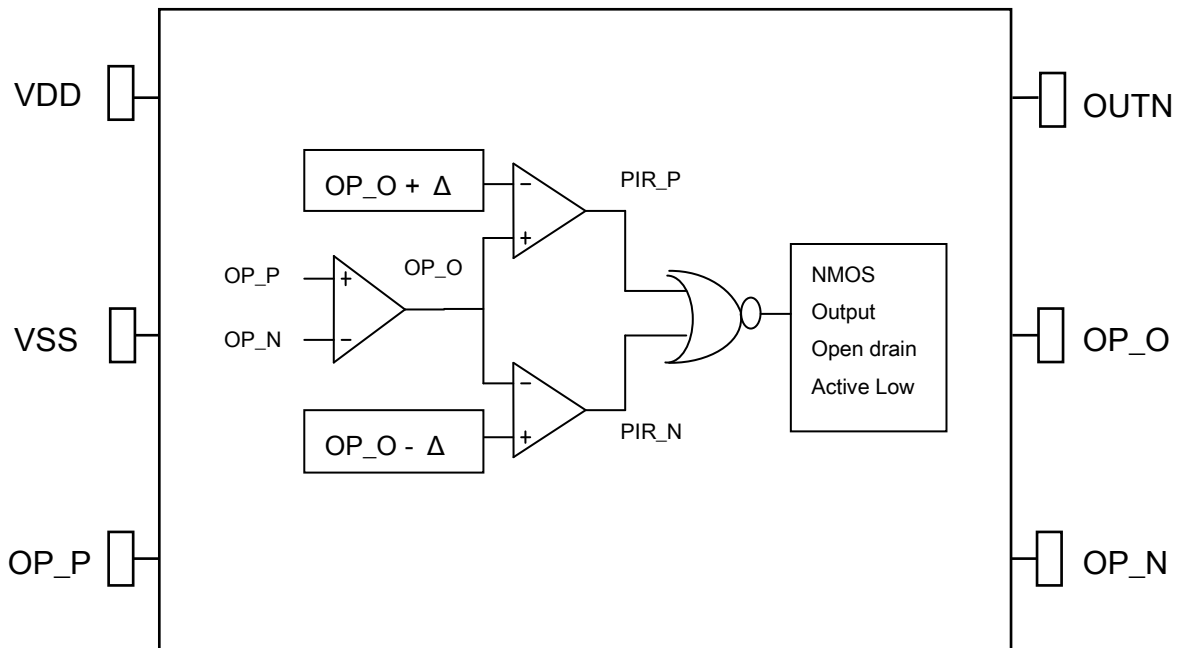 VDD
OUTN
OP_O + Δ
−
+
PIR_P
OP_P
+
OP_O
OP_N
−
NMOS
Output
Open drain
Active Low
VSS
OP_O
−
+
OP_O - Δ
PIR_N
OP_P
OP_N